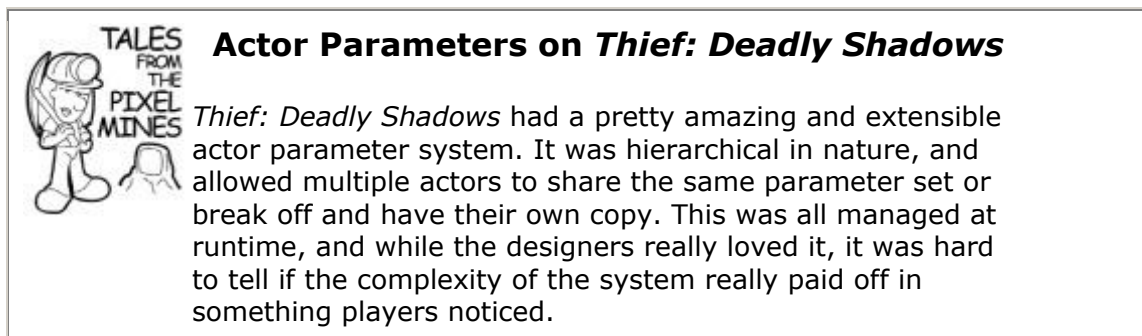 TALES
FROM
THE
PIXEL
MINES
Actor Parameters on Thief: Deadly Shadows
Thief: Deadly Shadows had a pretty amazing and extensible
actor parameter system. It was hierarchical in nature, and
allowed multiple actors to share the same parameter set or
break off and have their own copy. This was all managed at
runtime, and while the designers really loved it, it was hard
to tell if the complexity of the system really paid off in
something players noticed.